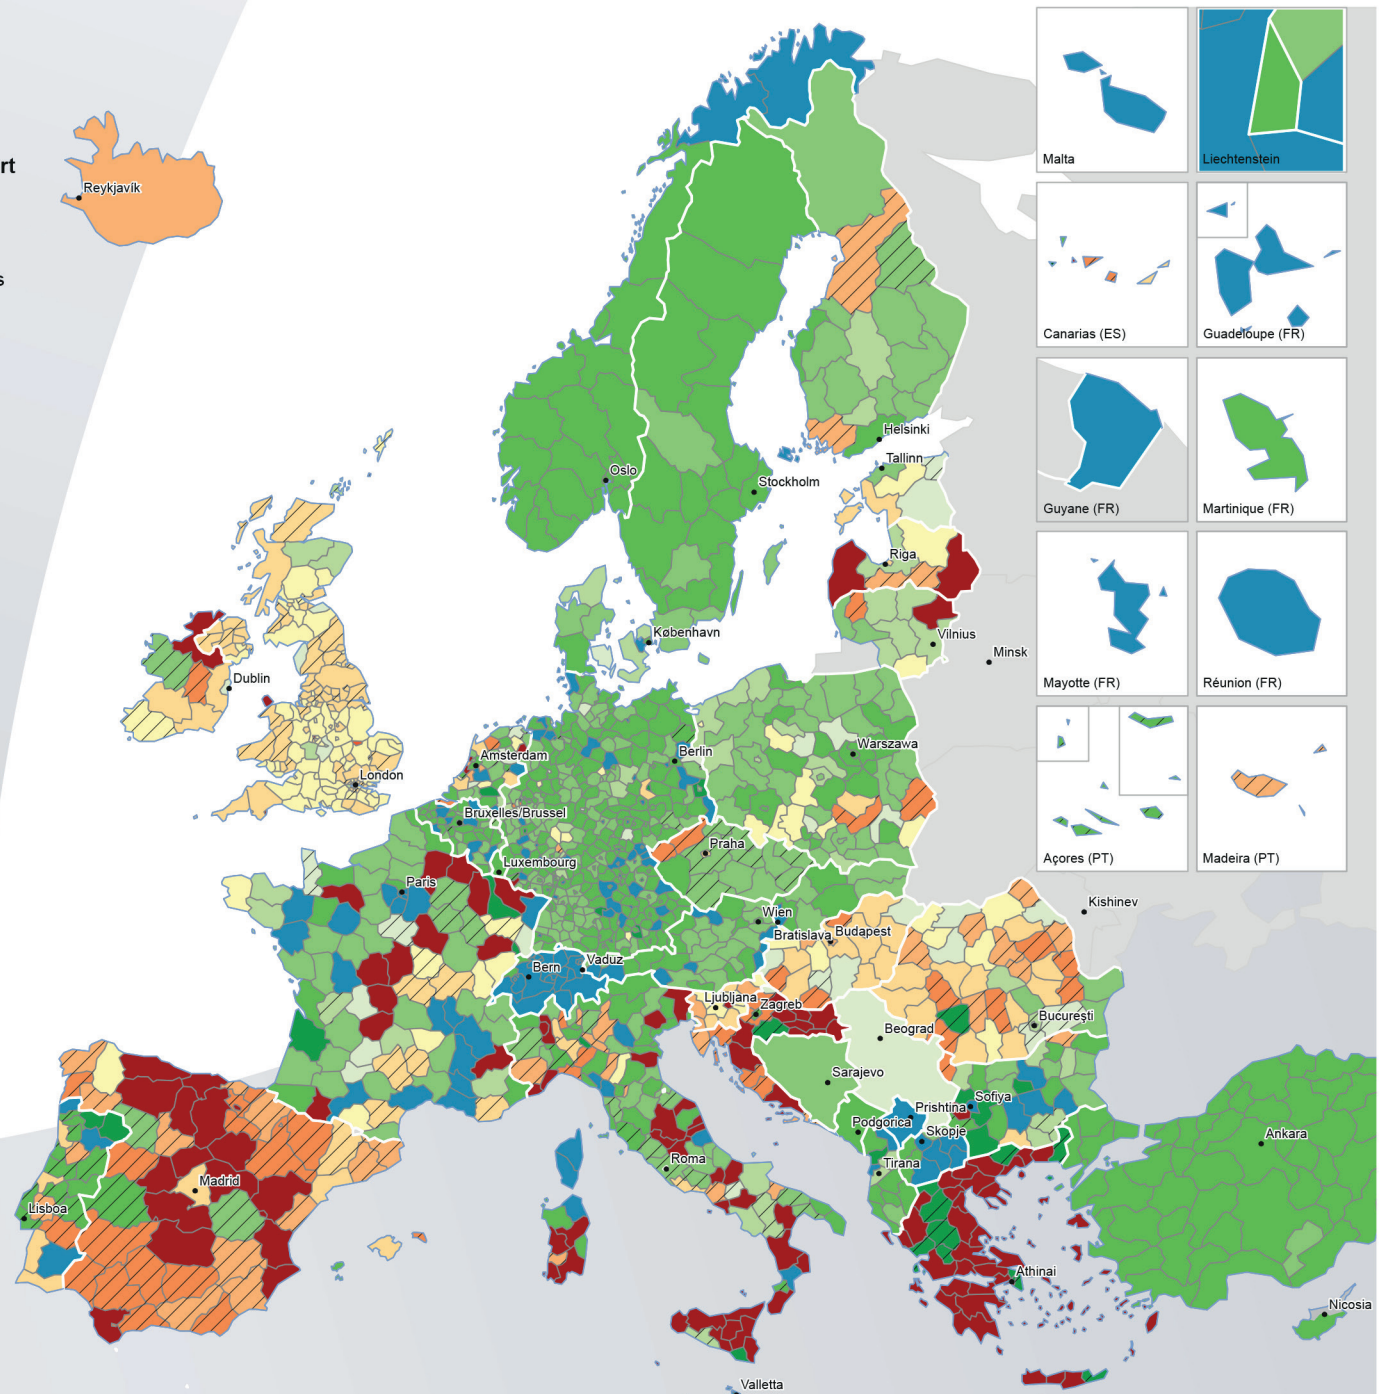 rt
s
Reykjavík
Oslo
Stockholm
Helsinki
Tallinn
Riga
København
Vilnius
Minsk
Dublin
London
Amsterdam
Berlin
Warszawa
Bruxelles/Brussel
Luxembourg
Praha
Paris
Wien
Bratislava
Budapest
Kishinev
Bern
Vaduz
Ljubljana
Zagreb
Beograd
București
Sarajevo
Prishtina
Sofiya
Podgorica
Skopje
Tirana
Roma
Madrid
Lisboa
Ankara
Athinai
Nicosia
Valletta
Malta
Liechtenstein
Canarias (ES)
Guadeloupe (FR)
Guyane (FR)
Martinique (FR)
Mayotte (FR)
Réunion (FR)
Açores (PT)
Madeira (PT)